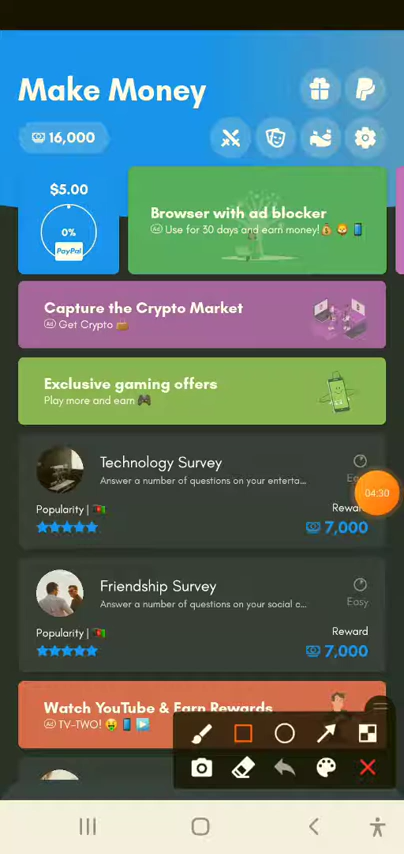 Make Money
16,000
$5.00
0%
PayPal
Browser with ad blocker
Ad Use for 30 days and earn money! 💰 🦁 📱
Capture the Crypto Market
Ad Get Crypto 👝
Exclusive gaming offers
Play more and earn 🎮
Technology Survey
Answer a number of questions on your enterta...
Popularity |
Reward
7,000
04:30
Friendship Survey
Answer a number of questions on your social c...
Easy
Popularity |
Reward
7,000
Watch YouTube & Earn Rewards
Ad TV-TWO! 🤑 📱 ▶️